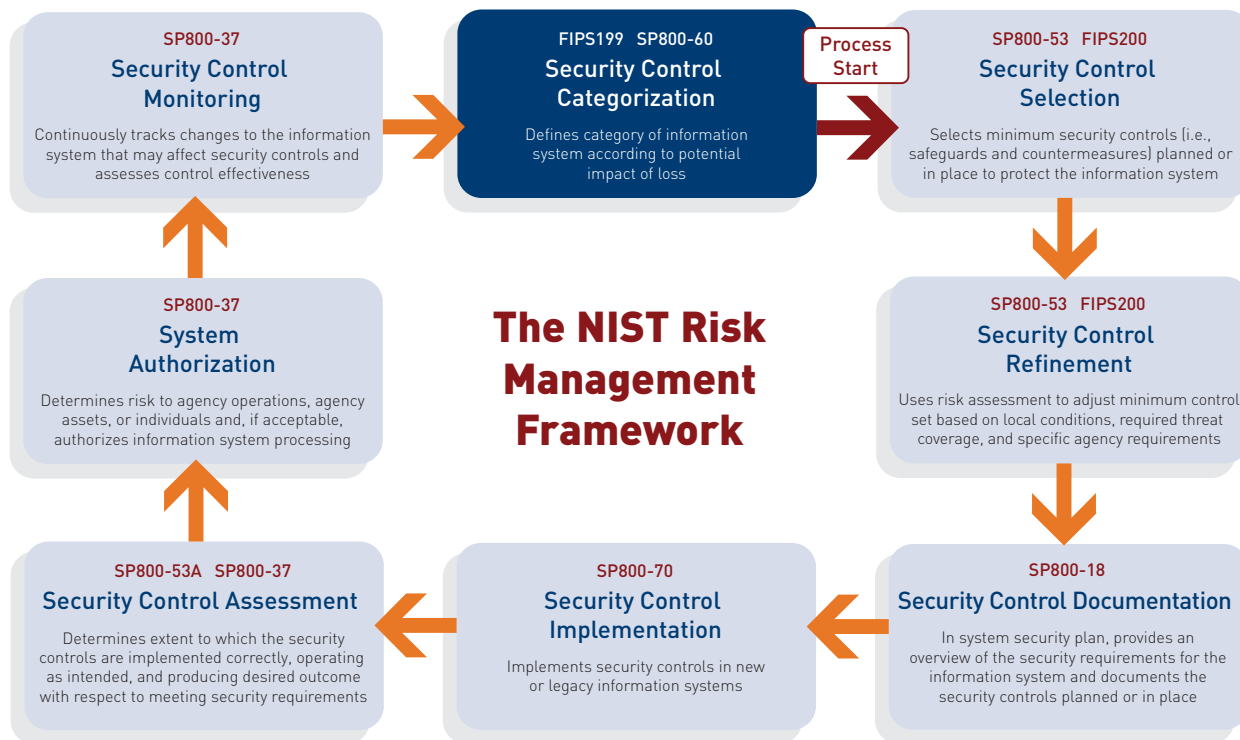 SP800-37
Security Control
Monitoring
Continuously tracks changes to the information
system that may affect security controls and
assesses control effectiveness
FIPS199 SP800-60
Security Control
Categorization
Defines category of information
system according to potential
impact of loss
Process
Start
SP800-53 FIPS200
Security Control
Selection
Selects minimum security controls (i.e.,
safeguards and countermeasures) planned or
in place to protect the information system
SP800-37
System
Authorization
Determines risk to agency operations, agency
assets, or individuals and, if acceptable,
authorizes information system processing
The NIST Risk
Management
Framework
SP800-53 FIPS200
Security Control
Refinement
Uses risk assessment to adjust minimum control
set based on local conditions, required threat
coverage, and specific agency requirements
SP800-53A SP800-37
Security Control Assessment
Determines extent to which the security
controls are implemented correctly, operating
as intended, and producing desired outcome
with respect to meeting security requirements
SP800-70
Security Control
Implementation
Implements security controls in new
or legacy information systems
SP800-18
Security Control Documentation
In system security plan, provides an
overview of the security requirements for the
information system and documents the
security controls planned or in place